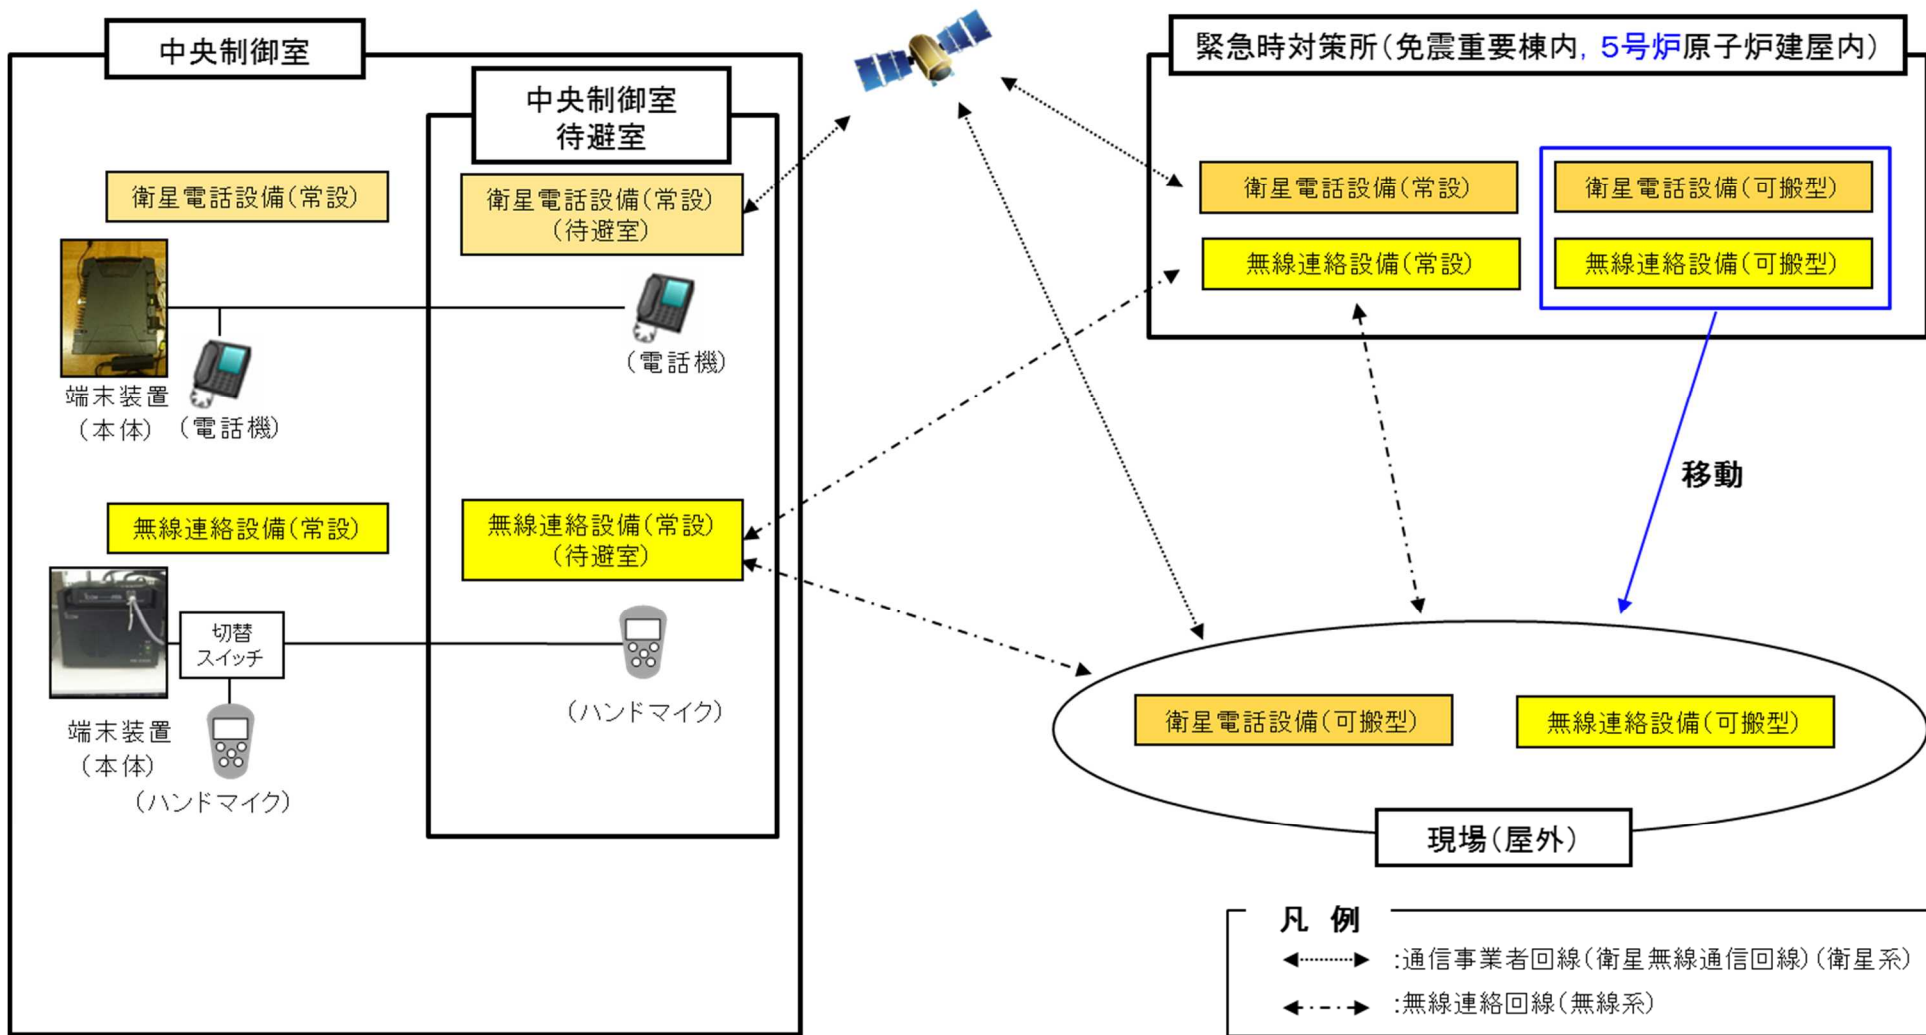 中央制御室
中央制御室
待避室
衛星電話設備(常設)
衛星電話設備(常設)
(待避室)
端末装置
(本体)
(電話機)
(電話機)
無線連絡設備(常設)
無線連絡設備(常設)
(待避室)
切替
スイッチ
端末装置
(本体)
(ハンドマイク)
(ハンドマイク)
緊急時対策所(免震重要棟内, 5号炉原子炉建屋内)
衛星電話設備(常設)
衛星電話設備(可搬型)
無線連絡設備(常設)
無線連絡設備(可搬型)
移動
衛星電話設備(可搬型)
無線連絡設備(可搬型)
現場(屋外)
凡 例
:通信事業者回線(衛星無線通信回線)(衛星系)
:無線連絡回線(無線系)